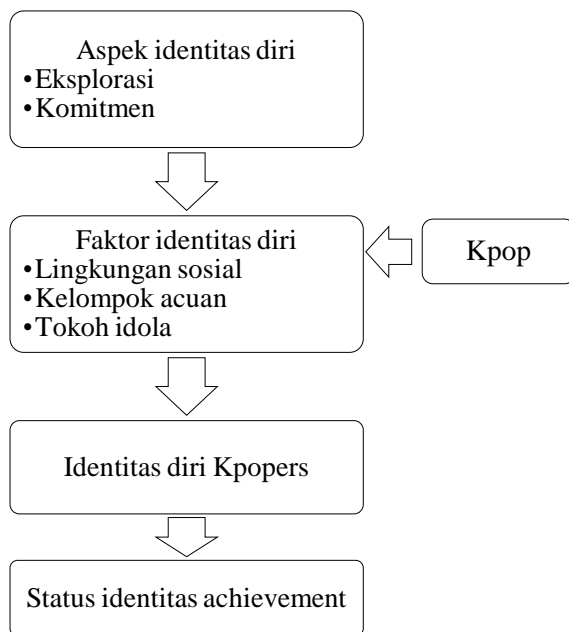 Aspek identitas diri
•Eksplorasi
•Komitmen
Faktor identitas diri
•Lingkungan sosial
•Kelompok acuan
•Tokoh idola
Kpop
Identitas diri Kpopers
Status identitas achievement